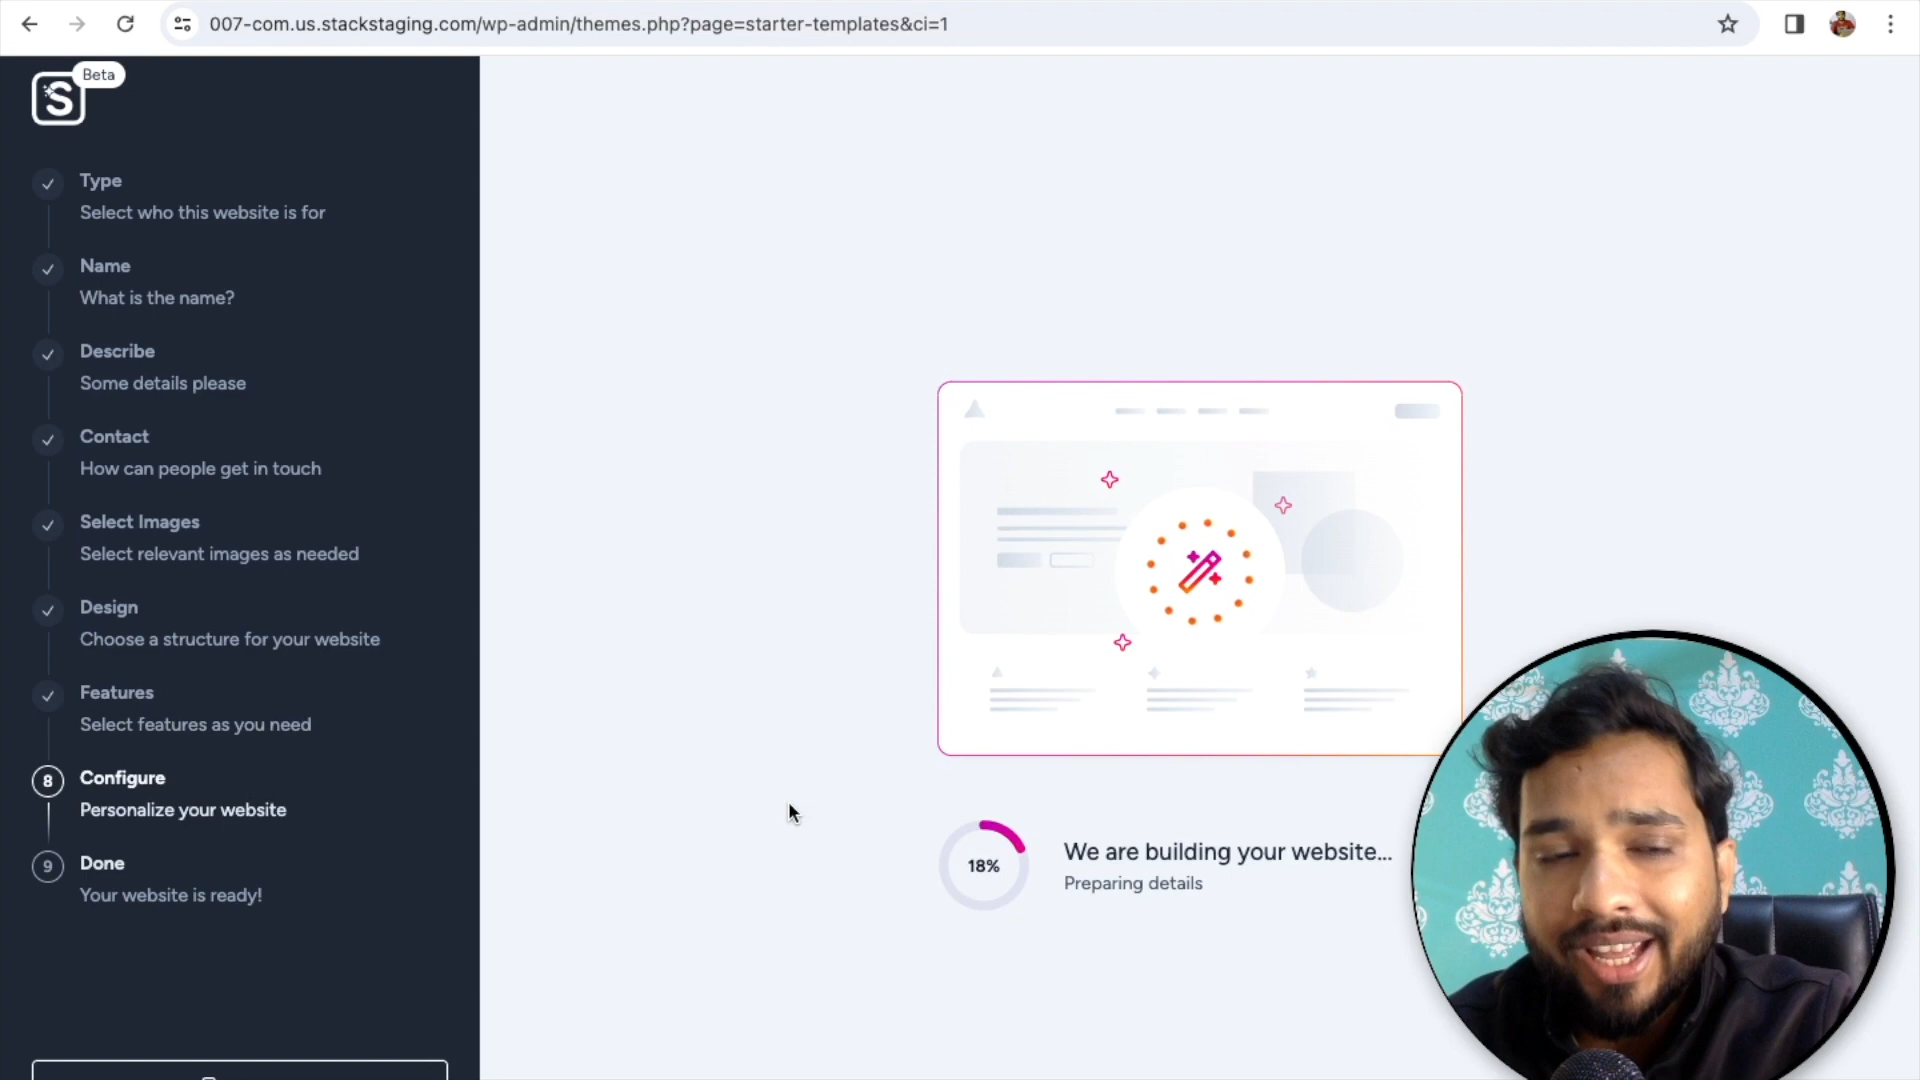 007-com.us.stackstaging.com/wp-admin/themes.php?page=starter-templates&ci=1
Beta
S
Type
Select who this website is for
Name
What is the name?
Describe
Some details please
Contact
How can people get in touch
Select Images
Select relevant images as needed
Design
Choose a structure for your website
Features
Select features as you need
8
Configure
Personalize your website
9
Done
Your website is ready!
18%
We are building your website...
Preparing details